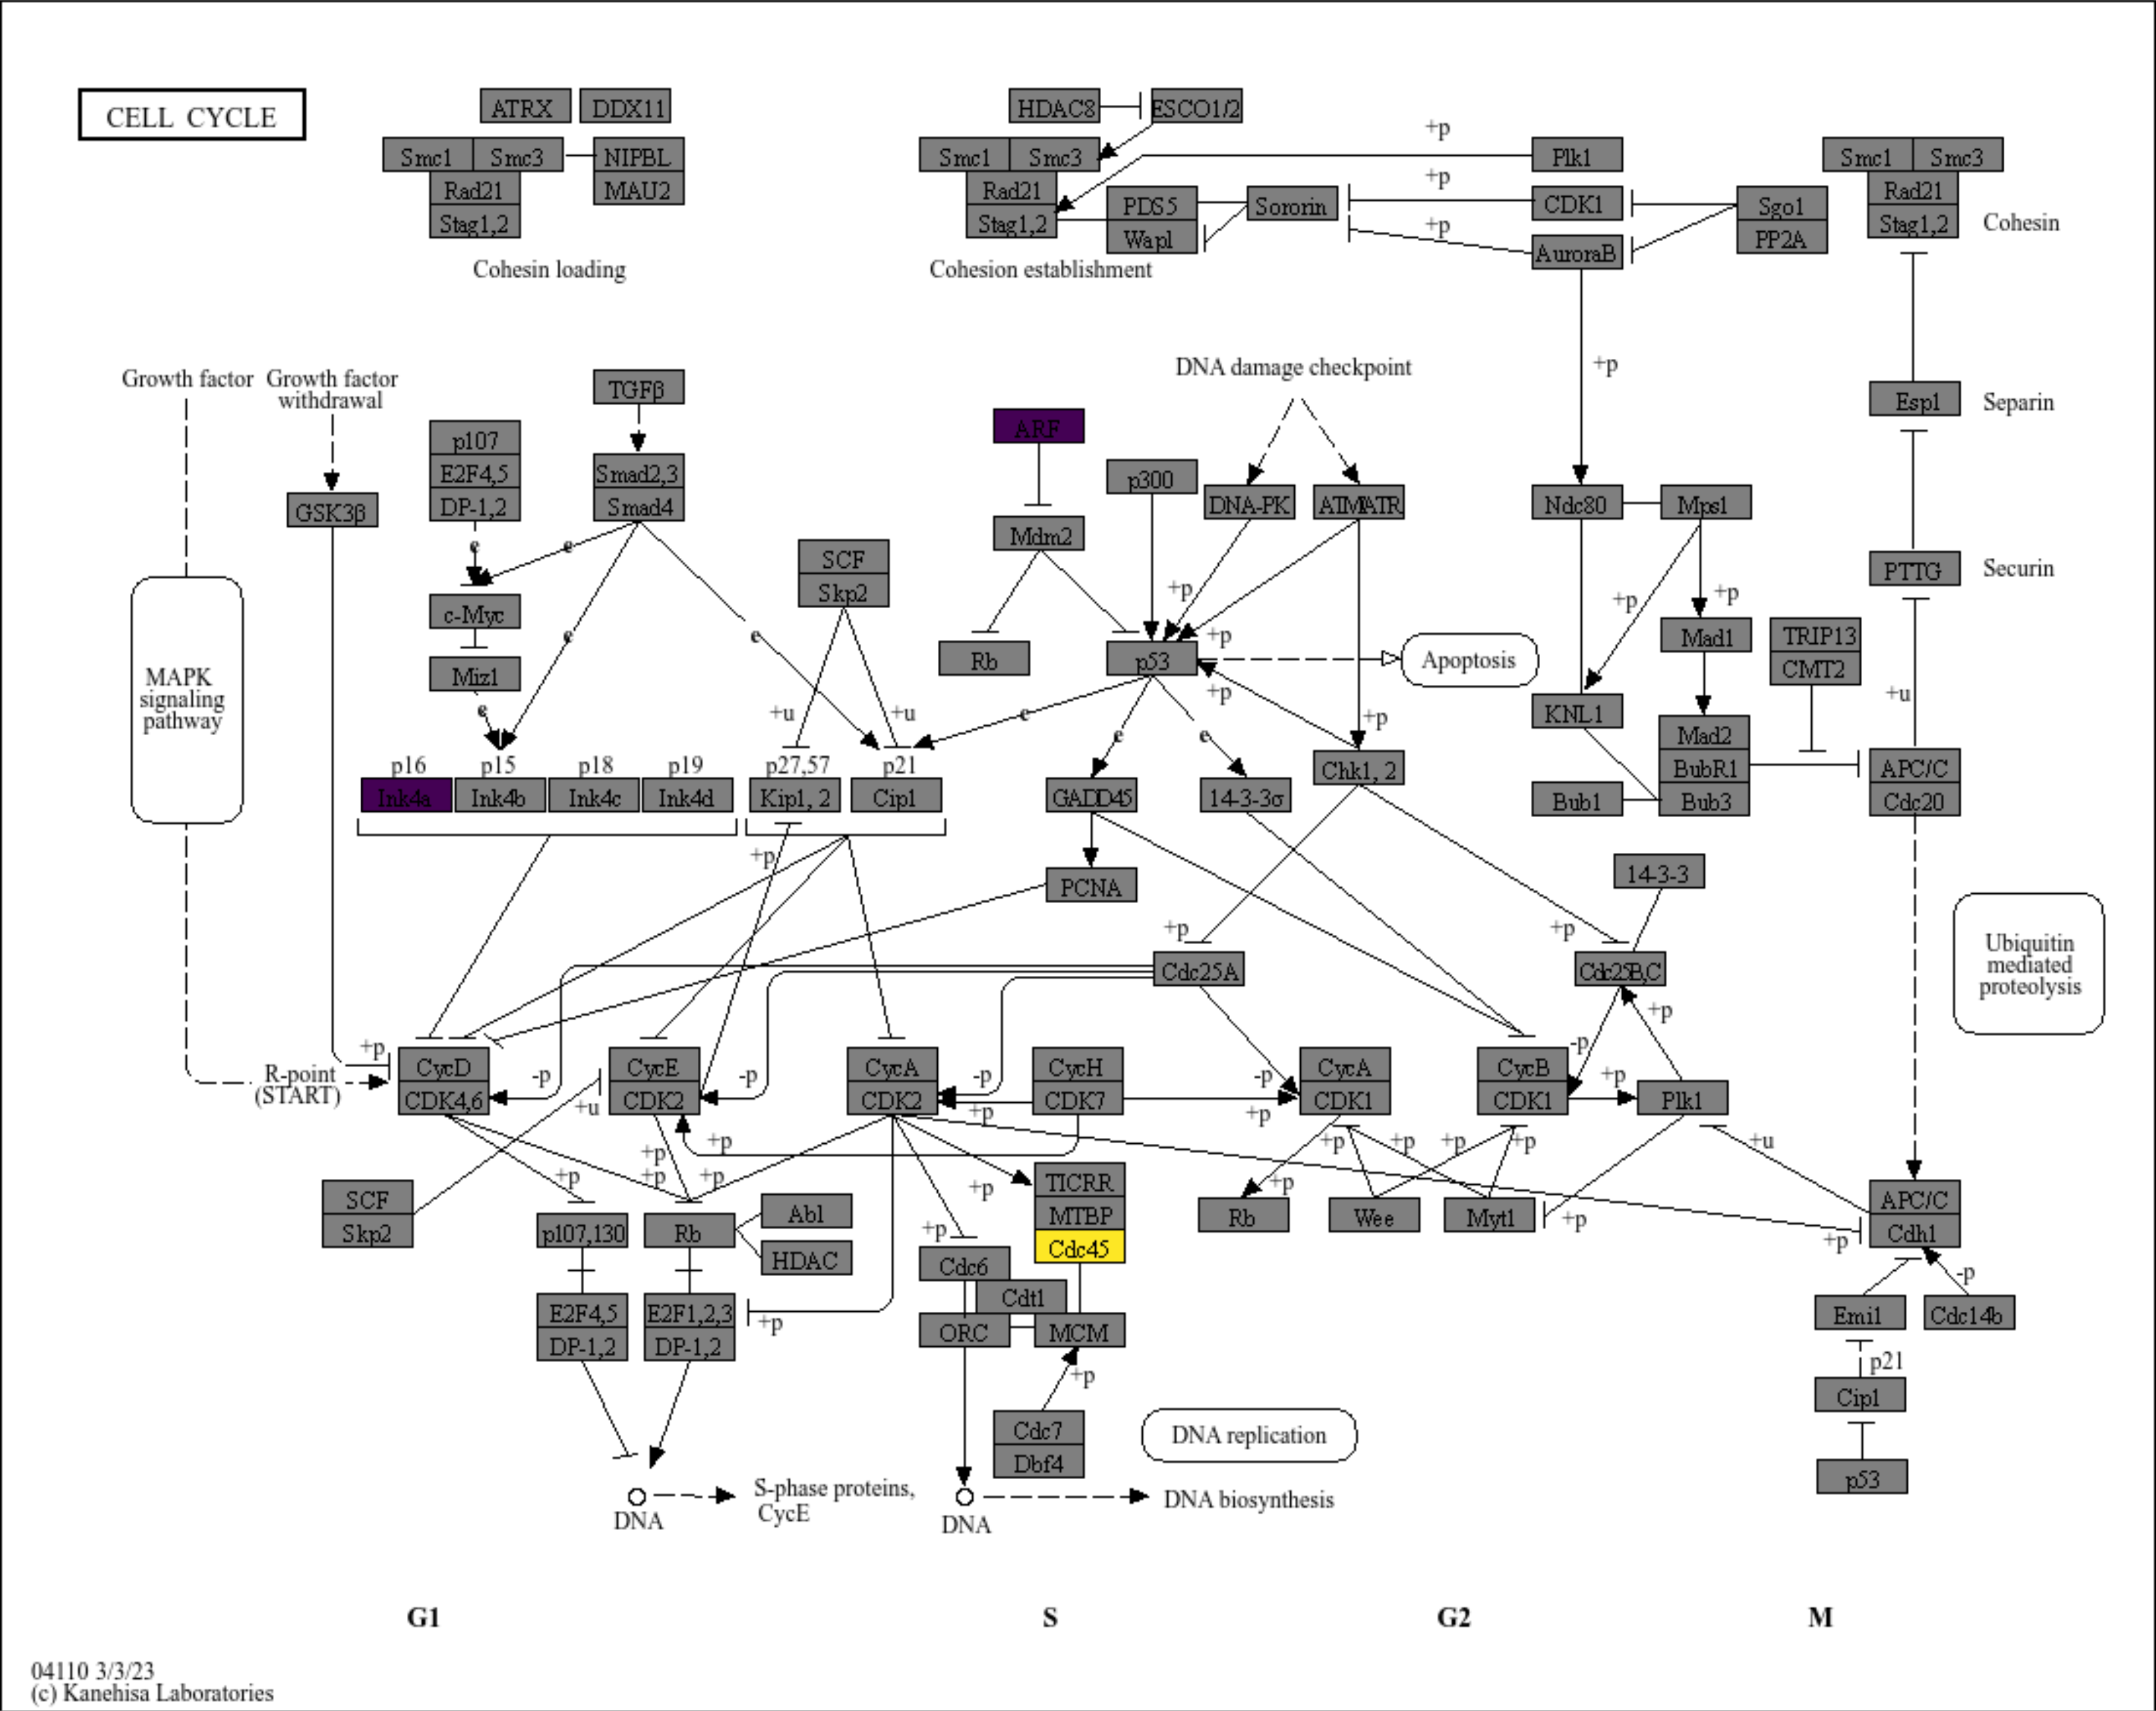 CELL CYCLE
ATRX
DDX11
Smc1
Smc3
NIPBL
Rad21
MAU2
Stag1,2
Cohesin loading
HDAC8
ESCO1/2
Smc1
Smc3
Rad21
Stag1,2
PDS5
Wapl
Sororin
Cohesion establishment
+p
Plk1
+p
CDK1
+p
AuroraB
Sgo1
PP2A
Smc1
Smc3
Rad21
Stag1,2
Cohesin
+p
Esp1
Separin
PTTG
Securin
Growth factor
Growth factor
withdrawal
TGFβ
p107
E2F4,5
DP-1,2
Smad2,3
Smad4
GSK3β
e
e
e
e
c-Myc
Miz1
e
SCF
Skp2
+u
+u
MAPK
signaling
pathway
DNA damage checkpoint
ARF
p300
DNA-PK
ATM/ATR
Mdm2
+p
+p
Rb
p53
Apoptosis
+p
+p
e
e
e
Ndc80
Mps1
+p
+p
Mad1
TRIP13
CMT2
+u
KNL1
Mad2
BubR1
Bub3
Bub1
APC/C
Cdc20
p16
p15
p18
p19
p27,57
p21
Ink4a
Ink4b
Ink4c
Ink4d
Kip1, 2
Cip1
GADD45
14-3-3σ
Chk1, 2
+p
PCNA
14-3-3
+p
+p
Cdc25A
Cdc25B,C
Ubiquitin
mediated
proteolysis
+p
-p
+p
R-point
(START)
CycD
CDK4,6
-p
CycE
CDK2
-p
CycA
CDK2
-p
+p
CycH
CDK7
-p
+p
CycA
CDK1
CycB
CDK1
+p
Plk1
+u
+p
+p
+p
+p
+p
+p
+p
+p
+p
+p
+u
SCF
Skp2
p107,130
Rb
Abl
HDAC
+p
TICRR
MTBP
Cdc45
+p
Rb
Wee
Myt1
+p
+p
APC/C
Cdh1
Cdc6
Cdt1
ORC
MCM
E2F4,5
DP-1,2
E2F1,2,3
DP-1,2
+p
-p
Emi1
Cdc14b
p21
Cip1
p53
+p
Cdc7
Dbf4
DNA replication
S-phase proteins,
CycE
DNA
DNA
DNA biosynthesis
G1
S
G2
M
04110 3/3/23
(c) Kanehisa Laboratories